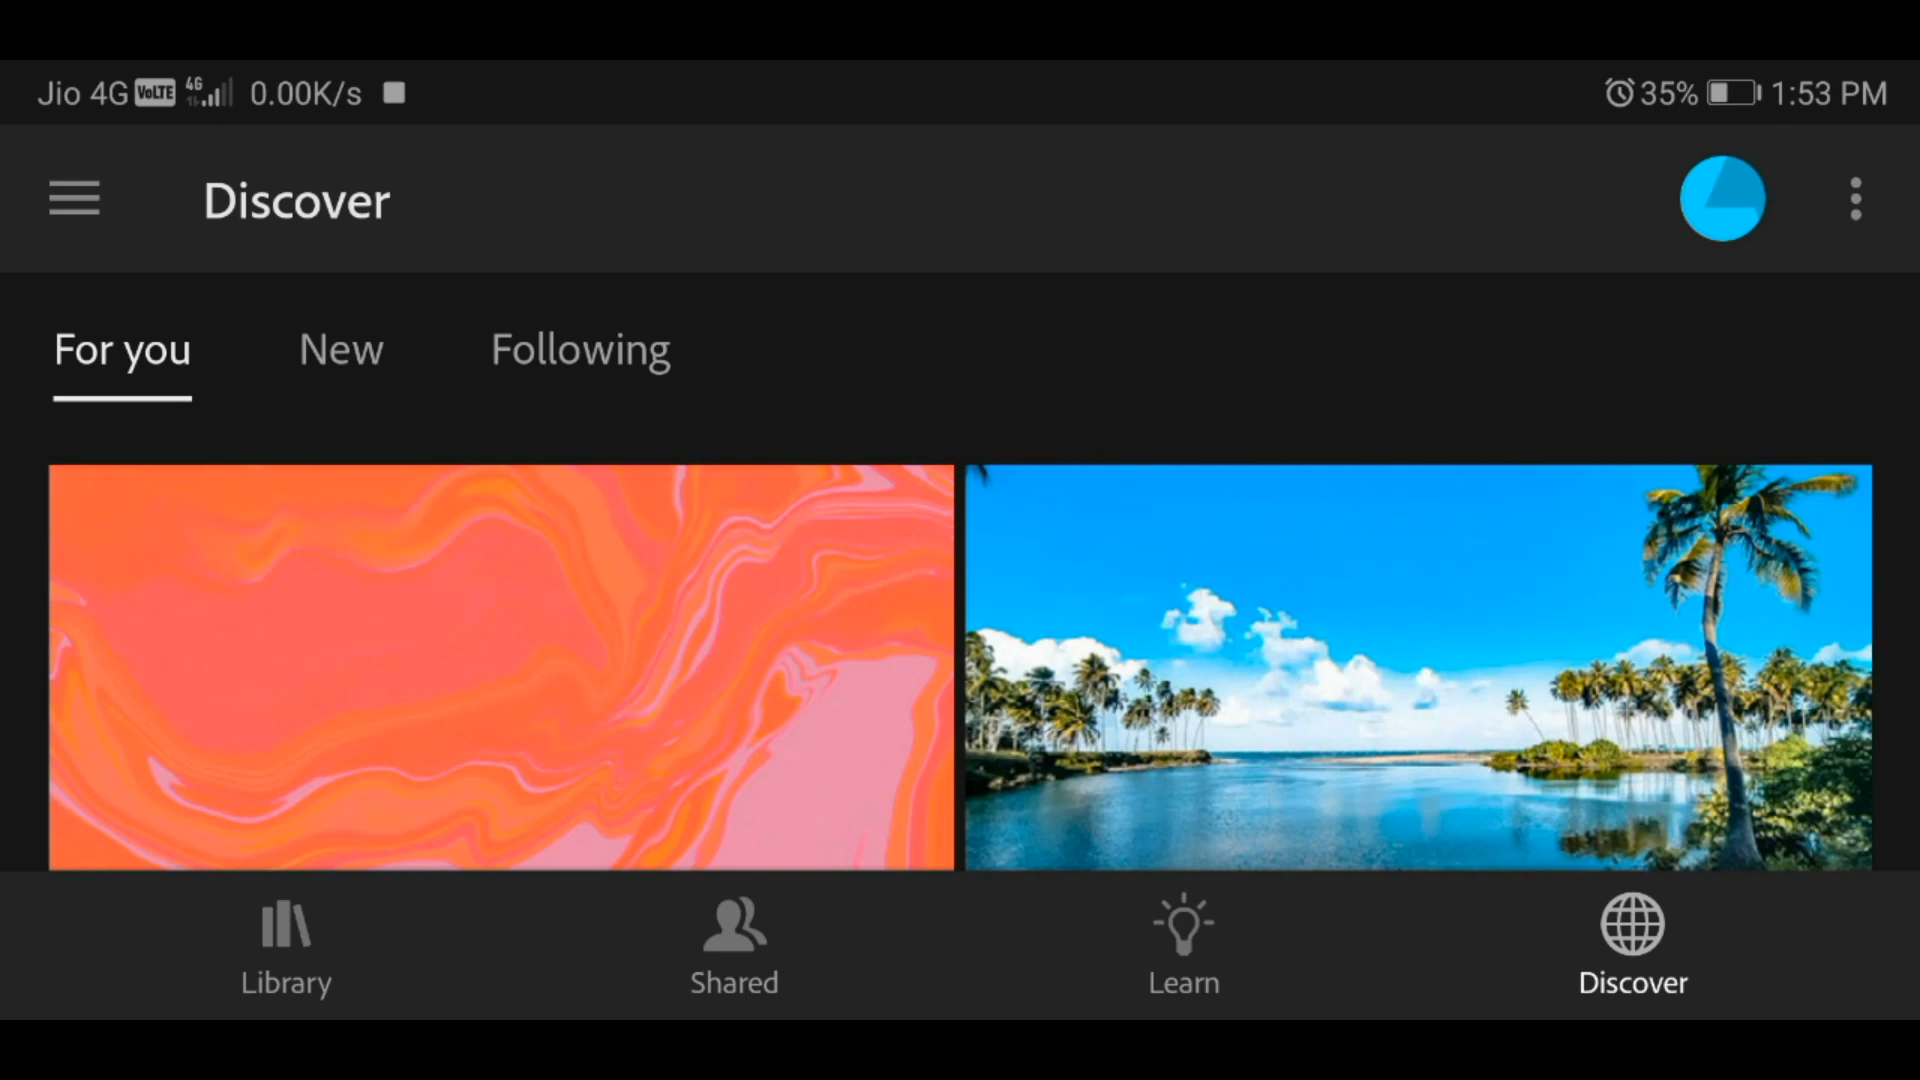 Jio 4G VoLTE 4G 0.00K/s 35% 1:53 PM
Discover
For you New Following
Library Shared Learn Discover